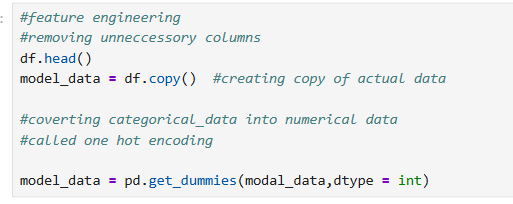 :
#feature engineering
#removing unneccessory columns
df.head()
model_data = df.copy()  #creating copy of actual data
#coverting categorical_data into numerical data
#called one hot encoding
model_data = pd.get_dummies(modal_data,dtype = int)